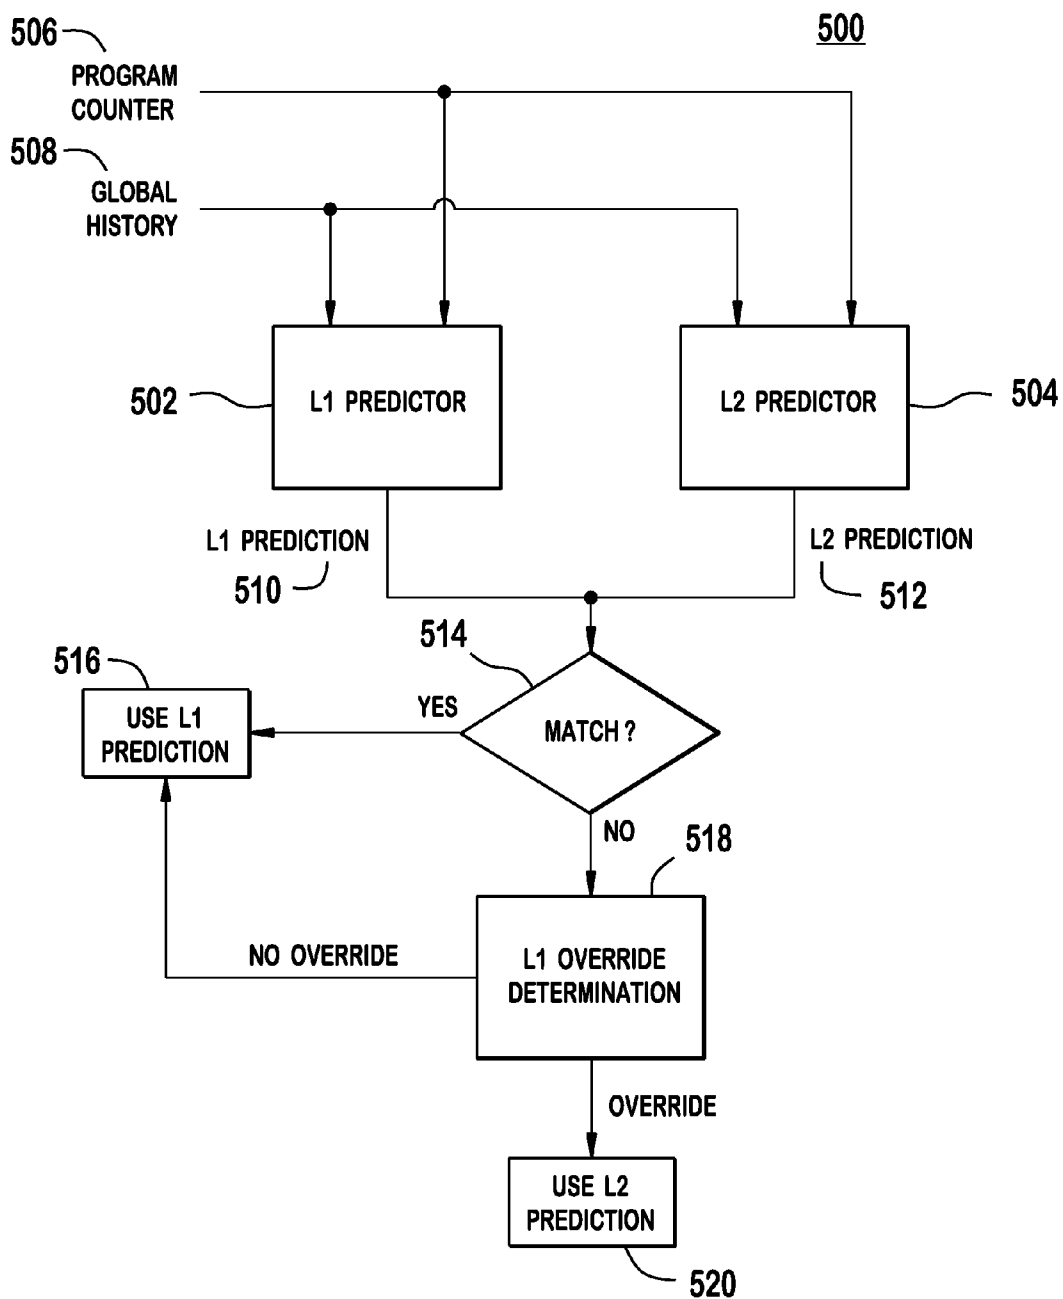 506
500
PROGRAM
COUNTER
508
GLOBAL
HISTORY
502
L1 PREDICTOR
L2 PREDICTOR
504
L1 PREDICTION
510
L2 PREDICTION
512
514
516
USE L1
PREDICTION
YES
MATCH ?
NO
518
NO OVERRIDE
L1 OVERRIDE
DETERMINATION
OVERRIDE
USE L2
PREDICTION
520